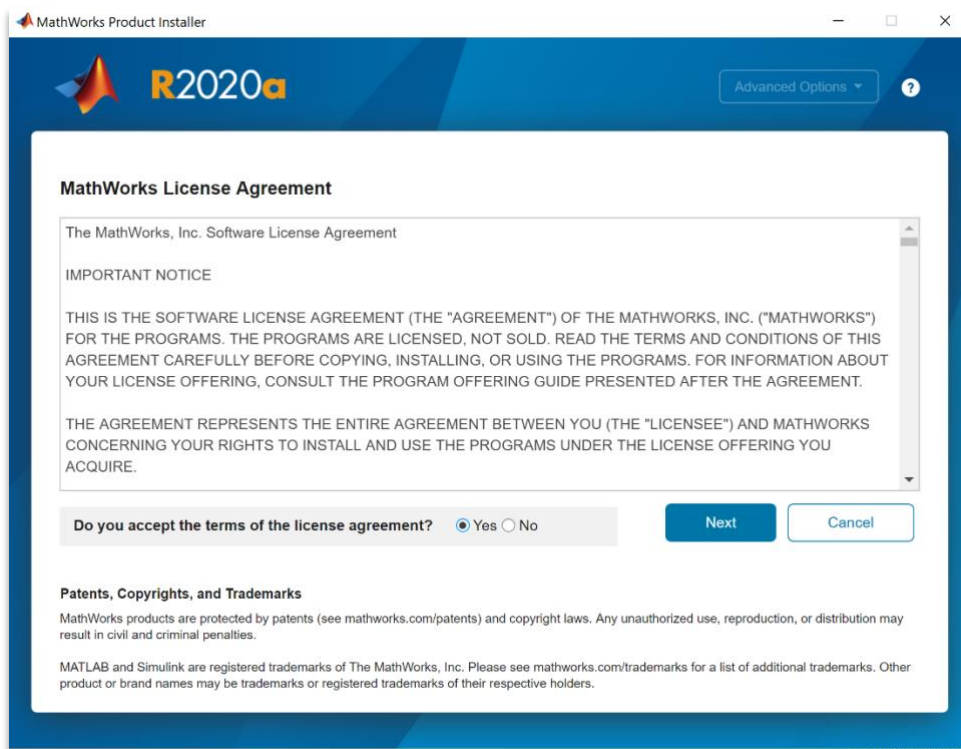 MathWorks Product Installer
R2020a
Advanced Options
?
MathWorks License Agreement
The MathWorks, Inc. Software License Agreement
IMPORTANT NOTICE
THIS IS THE SOFTWARE LICENSE AGREEMENT (THE "AGREEMENT") OF THE MATHWORKS, INC. ("MATHWORKS")
FOR THE PROGRAMS. THE PROGRAMS ARE LICENSED, NOT SOLD. READ THE TERMS AND CONDITIONS OF THIS
AGREEMENT CAREFULLY BEFORE COPYING, INSTALLING, OR USING THE PROGRAMS. FOR INFORMATION ABOUT
YOUR LICENSE OFFERING, CONSULT THE PROGRAM OFFERING GUIDE PRESENTED AFTER THE AGREEMENT.
THE AGREEMENT REPRESENTS THE ENTIRE AGREEMENT BETWEEN YOU (THE "LICENSEE") AND MATHWORKS
CONCERNING YOUR RIGHTS TO INSTALL AND USE THE PROGRAMS UNDER THE LICENSE OFFERING YOU
ACQUIRE.
Do you accept the terms of the license agreement? Yes No
Next
Cancel
Patents, Copyrights, and Trademarks
MathWorks products are protected by patents (see mathworks.com/patents) and copyright laws. Any unauthorized use, reproduction, or distribution may
result in civil and criminal penalties.
MATLAB and Simulink are registered trademarks of The MathWorks, Inc. Please see mathworks.com/trademarks for a list of additional trademarks. Other
product or brand names may be trademarks or registered trademarks of their respective holders.